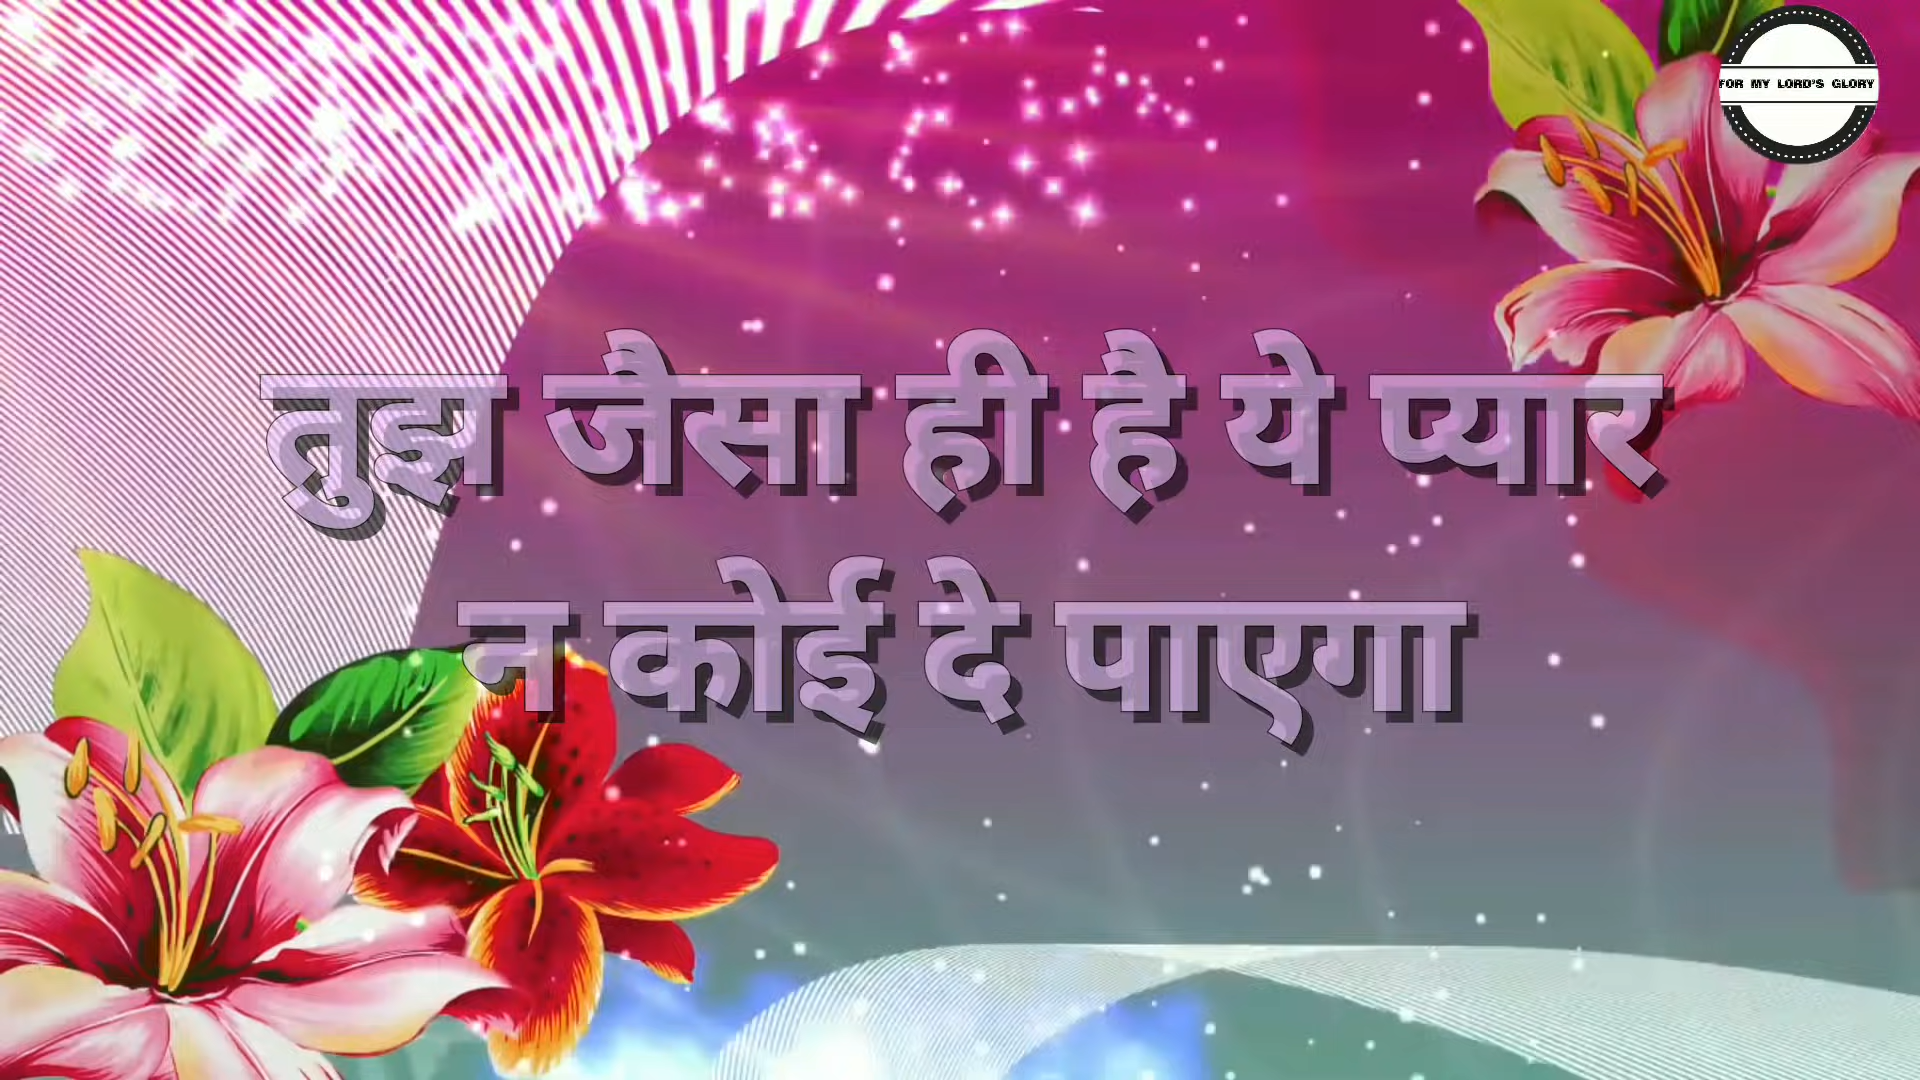 FOR MY LORD'S GLORY
तुझ जैसा ही है ये प्यार
न कोई दे पाएगा